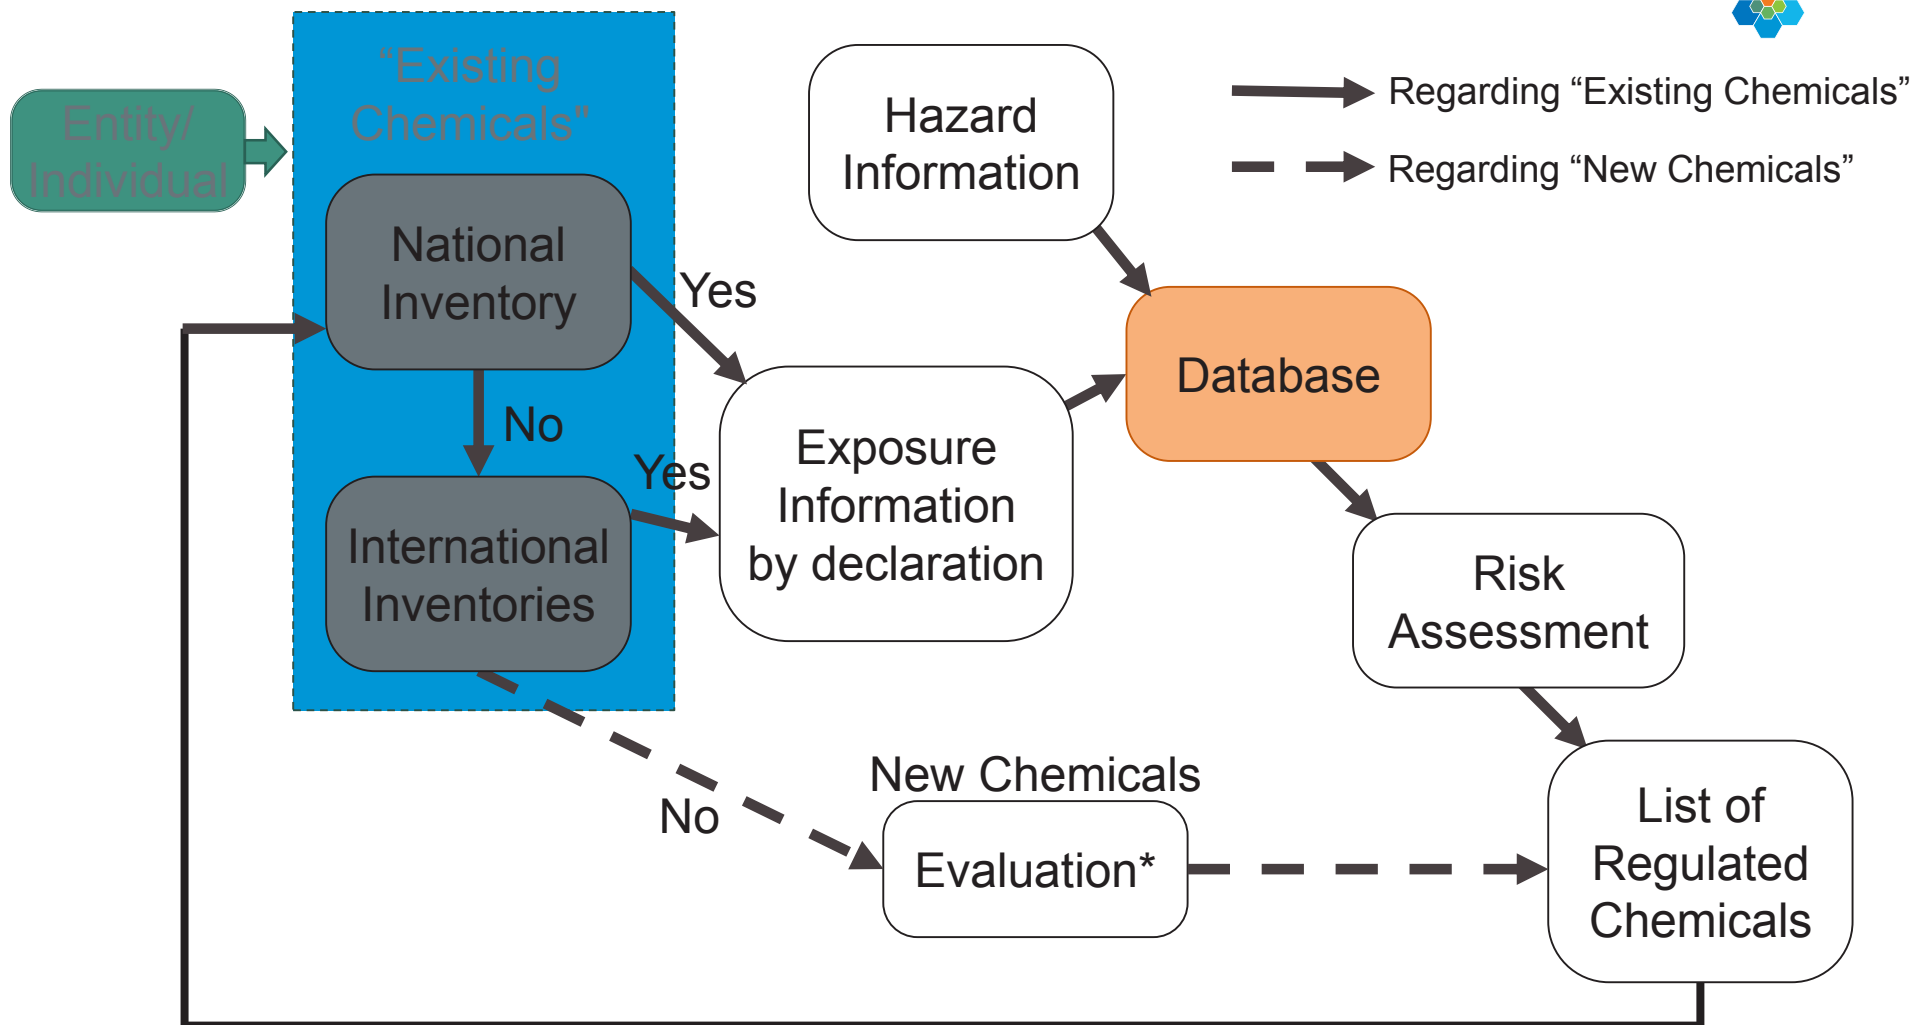 Entity/
Individual
“Existing
Chemicals"
National
Inventory
Yes
No
International
Inventories
Yes
No
Hazard
Information
Exposure
Information
by declaration
Database
Risk
Assessment
New Chemicals
Evaluation*
List of
Regulated
Chemicals
Regarding “Existing Chemicals”
Regarding “New Chemicals”